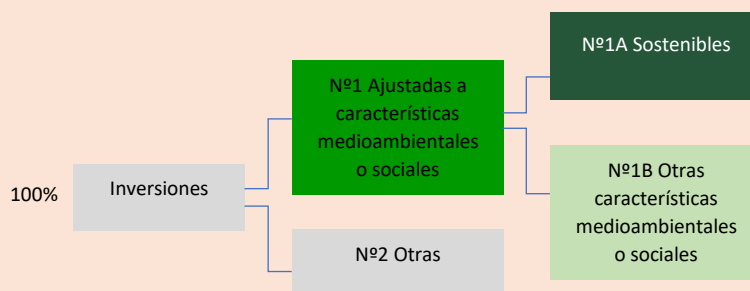 100%
Inversiones
Nº1 Ajustadas a
características
medioambientales
o sociales
Nº2 Otras
Nº1A Sostenibles
Nº1B Otras
características
medioambientales
o sociales